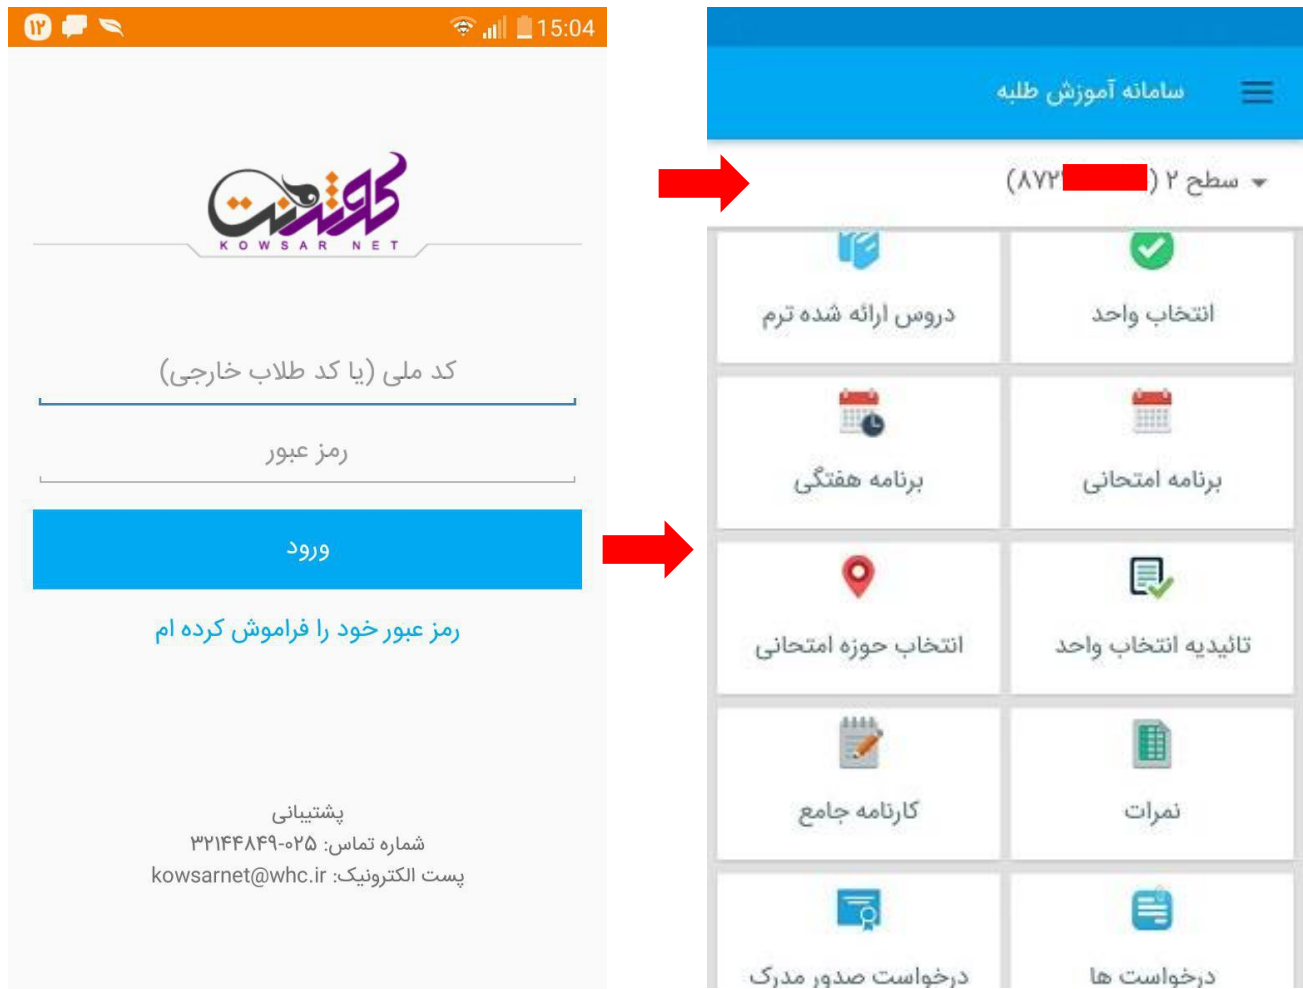 ۱۲
15:04
کوثرنت
KOWSAR NET
کد ملی (یا کد طلاب خارجی)
رمز عبور
ورود
رمز عبور خود را فراموش کرده ام
پشتیبانی
شماره تماس: ۰۲۵-۳۲۱۴۴۸۴۹
پست الکترونیک: kowsarnet@whc.ir
سامانه آموزش طلبه
سطح ۲ (۸۷۲
انتخاب واحد
دروس ارائه شده ترم
برنامه امتحانی
برنامه هفتگی
تائیدیه انتخاب واحد
انتخاب حوزه امتحانی
نمرات
کارنامه جامع
درخواست ها
درخواست صدور مدرک